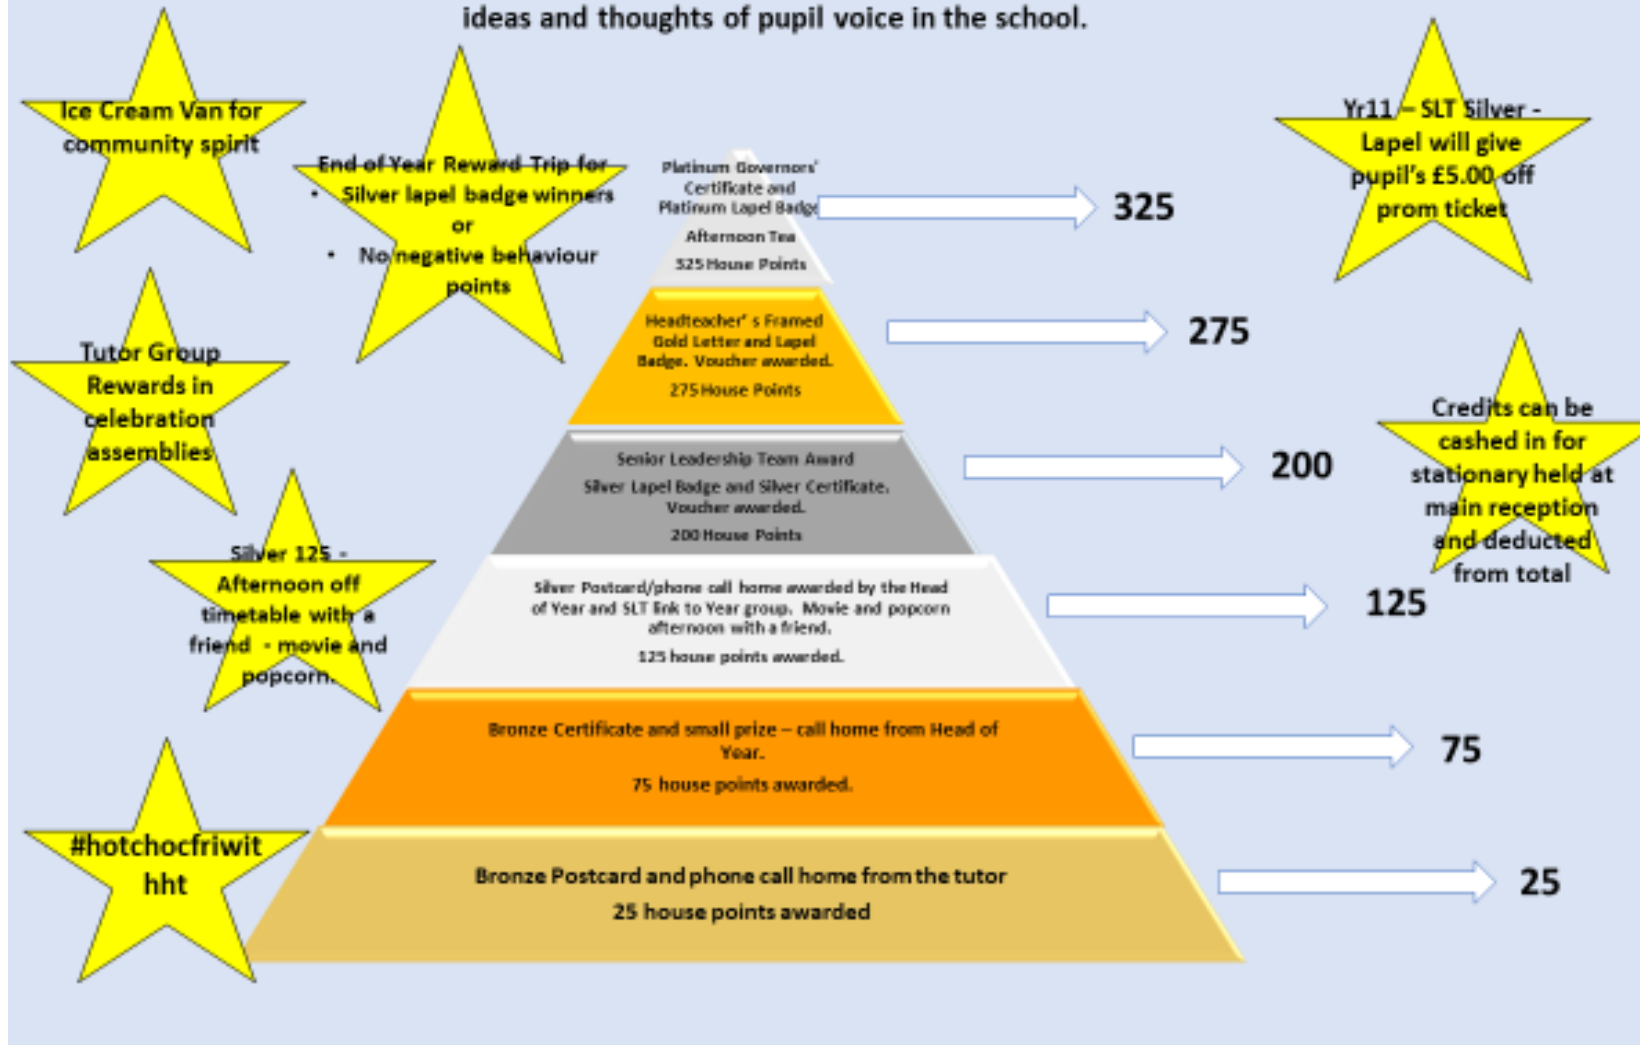 ideas and thoughts of pupil voice in the school.
Ice Cream Van for
community spirit
End of Year Reward Trip for
• Silver lapel badge winners
or
• No negative behaviour
points
Yr11 – SLT Silver -
Lapel will give
pupil's £5.00 off
prom ticket
Platinum Governors'
Certificate and
Platinum Lapel Badge
Afternoon Tea
325 House Points
325
Tutor Group
Rewards in
celebration
assemblies
Headteacher' s Framed
Gold Letter and Lapel
Badge. Voucher awarded.
275 House Points
275
Credits can be
cashed in for
stationary held at
main reception
and deducted
from total
Senior Leadership Team Award
Silver Lapel Badge and Silver Certificate.
Voucher awarded.
200 House Points
200
Silver 125 -
Afternoon off
timetable with a
friend - movie and
popcorn.
Silver Postcard/phone call home awarded by the Head
of Year and SLT link to Year group. Movie and popcorn
afternoon with a friend.
125 house points awarded.
125
Bronze Certificate and small prize – call home from Head of
Year.
75 house points awarded.
75
#hotchocfriwit
hht
Bronze Postcard and phone call home from the tutor
25 house points awarded
25